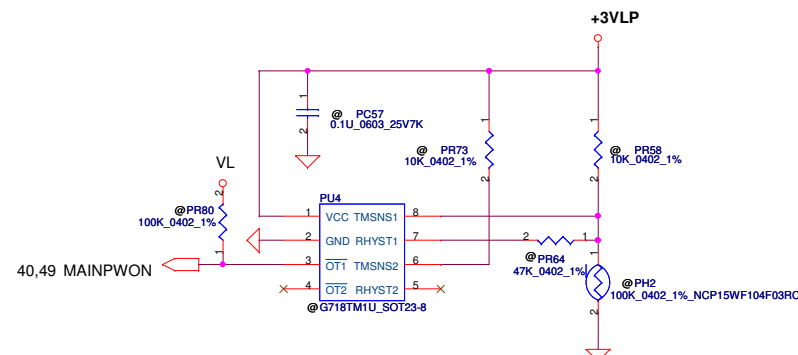 +3VLP
1
@ PC57
0.1U_0603_25V7K
2
1
@ PR73
10K_0402_1%
2
1
@ PR58
10K_0402_1%
2
VL
2
@PR80
100K_0402_1%
1
PU4
1 VCC TMSNS1 8
2 GND RHYST1 7
3 OT1 TMSNS2 6
4 OT2 RHYST2 5
@G718TM1U_SOT23-8
40,49 MAINPWON
2 1
@PR64
47K_0402_1%
1
@PH2
100K_0402_1%_NCP15WF104F03RC
2